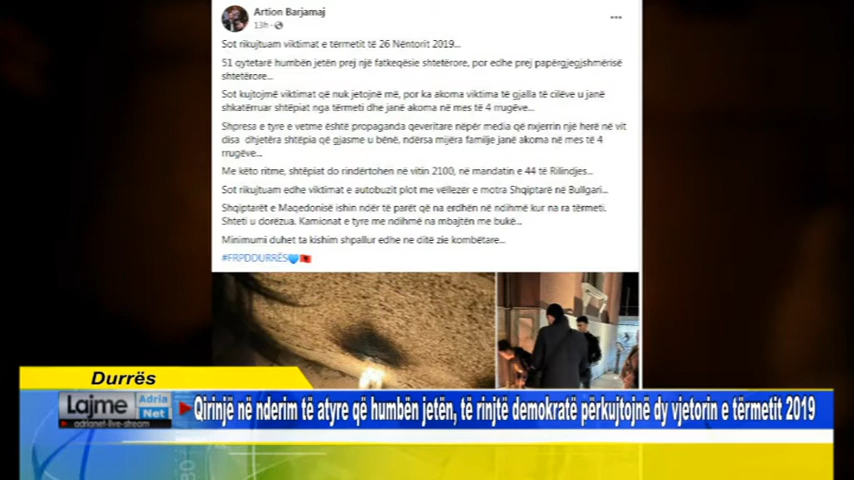 Artion Barjamaj
13h
Sot rikujtuam viktimat e tërmetit të 26 Nëntorit 2019...
51 qytetarë humbën jetën prej një fatkeqësie shtetërore, por edhe prej papërgjegjshmërisë
shtetërore...
Sot kujtojmë viktimat që nuk jetojnë më, por ka akoma viktima të gjalla të cilëve u janë
shkatërruar shtëpiat nga tërmeti dhe janë akoma në mes të 4 rrugëve...
Shpresa e tyre e vetme është propaganda qeveritare nëpër media që nxjerrin një herë në vit
disa dhjetëra shtëpia që gjasme u bënë, ndërsa mijëra familje janë akoma në mes të 4
rrugëve...
Me këto ritme, shtëpiat do rindërtohen në vitin 2100, në mandatin e 44 të Rilindjes...
Sot rikujtuam edhe viktimat e autobuzit plot me vëllezër e motra Shqiptarë në Bullgari...
Shqiptarët e Maqedonisë ishin ndër të parët që na erdhën në ndihmë kur na ra tërmeti.
Shteti u dorëzua. Kamionat e tyre me ndihmë na mbajtën me bukë...
Minimumi duhet ta kishim shpallur edhe ne ditë zie kombëtare...
#FRPDDURRËS
Durrës
Lajme Adria Net
adrianet-live-stream
Qirinjë në nderim të atyre që humbën jetën, të rinjtë demokratë përkujtojnë dy vjetorin e tërmetit 2019